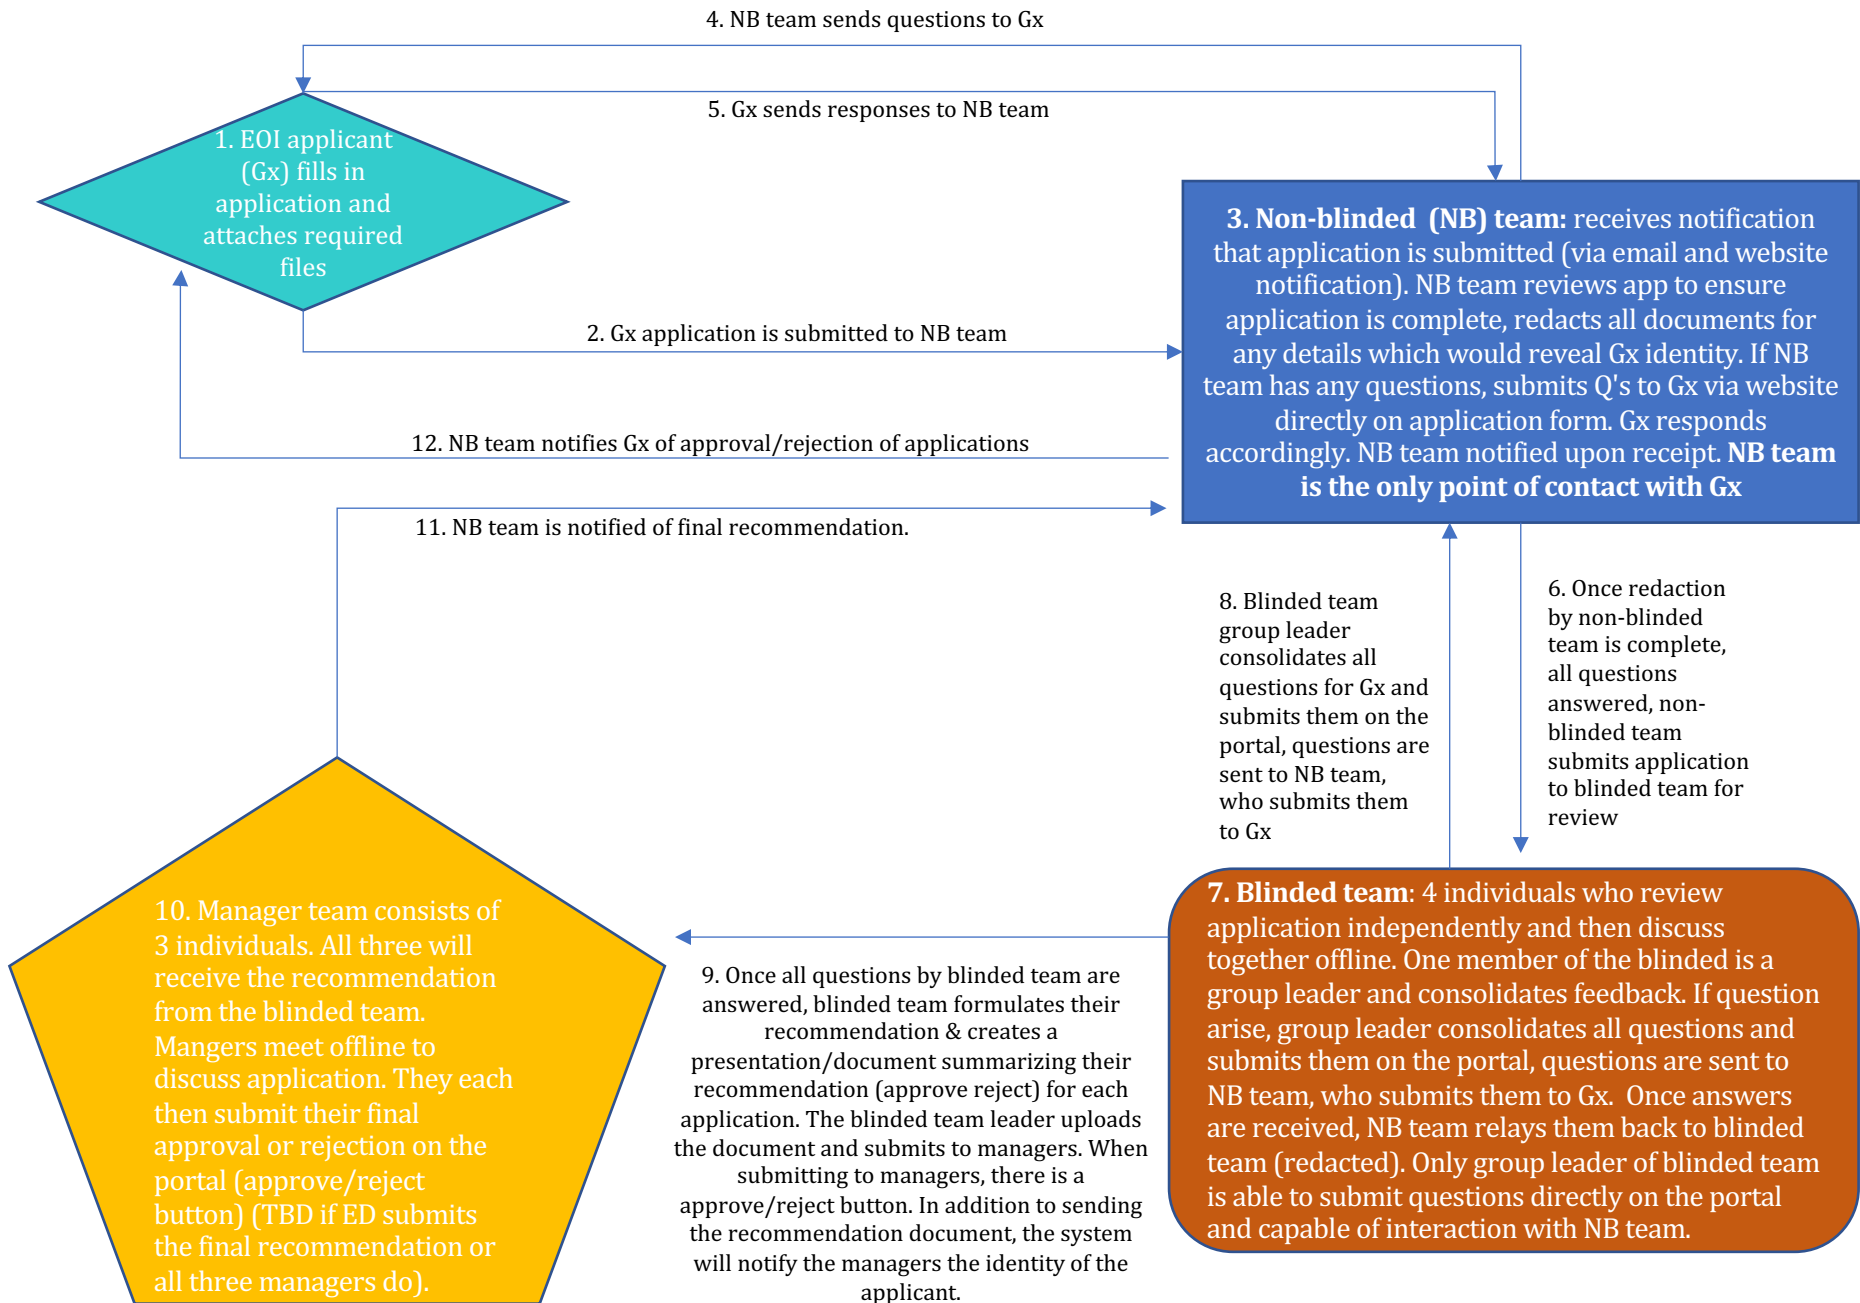 4. NB team sends questions to Gx
5. Gx sends responses to NB team
1. EOI applicant
(Gx) fills in
application and
attaches required
files
2. Gx application is submitted to NB team
3. Non-blinded (NB) team: receives notification
that application is submitted (via email and website
notification). NB team reviews app to ensure
application is complete, redacts all documents for
any details which would reveal Gx identity. If NB
team has any questions, submits Q's to Gx via website
directly on application form. Gx responds
accordingly. NB team notified upon receipt. NB team
is the only point of contact with Gx
12. NB team notifies Gx of approval/rejection of applications
11. NB team is notified of final recommendation.
8. Blinded team
group leader
consolidates all
questions for Gx and
submits them on the
portal, questions are
sent to NB team,
who submits them
to Gx
6. Once redaction
by non-blinded
team is complete,
all questions
answered, non-
blinded team
submits application
to blinded team for
review
10. Manager team consists of
3 individuals. All three will
receive the recommendation
from the blinded team.
Mangers meet offline to
discuss application. They each
then submit their final
approval or rejection on the
portal (approve/reject
button) (TBD if ED submits
the final recommendation or
all three managers do).
9. Once all questions by blinded team are
answered, blinded team formulates their
recommendation & creates a
presentation/document summarizing their
recommendation (approve reject) for each
application. The blinded team leader uploads
the document and submits to managers. When
submitting to managers, there is a
approve/reject button. In addition to sending
the recommendation document, the system
will notify the managers the identity of the
applicant.
7. Blinded team: 4 individuals who review
application independently and then discuss
together offline. One member of the blinded is a
group leader and consolidates feedback. If question
arise, group leader consolidates all questions and
submits them on the portal, questions are sent to
NB team, who submits them to Gx. Once answers
are received, NB team relays them back to blinded
team (redacted). Only group leader of blinded team
is able to submit questions directly on the portal
and capable of interaction with NB team.